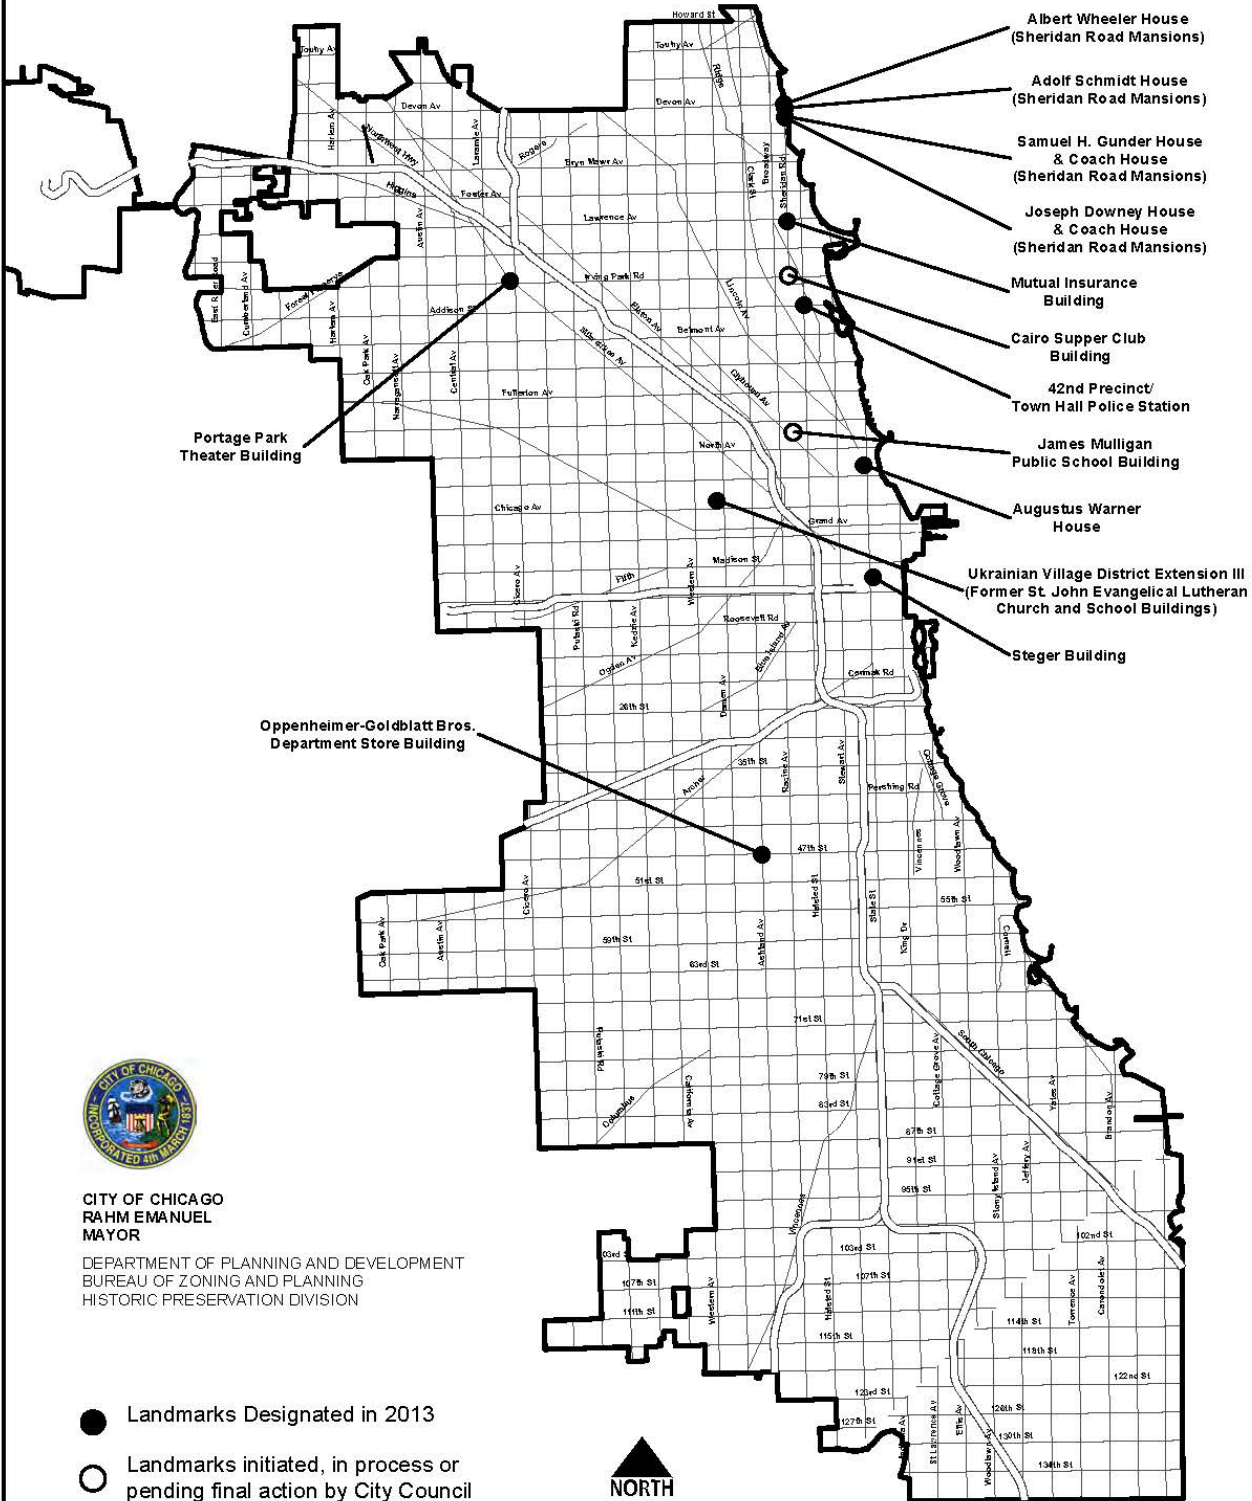 Albert Wheeler House
(Sheridan Road Mansions)
Adolf Schmidt House
(Sheridan Road Mansions)
Samuel H. Gunder House
& Coach House
(Sheridan Road Mansions)
Joseph Downey House
& Coach House
(Sheridan Road Mansions)
Mutual Insurance
Building
Cairo Supper Club
Building
42nd Precinct/
Town Hall Police Station
James Mulligan
Public School Building
Augustus Warner
House
Ukrainian Village District Extension III
(Former St. John Evangelical Lutheran
Church and School Buildings)
Steger Building
Portage Park
Theater Building
Oppenheimer-Goldblatt Bros.
Department Store Building
Howard St
Touhy Av
Touhy Av
Ridge
Devon Av
Devon Av
Harlem Av
Northwest Hwy
Laramie Av
Rogers
Bryn Mawr Av
Clark St
Broadway
Sheridan Rd
Higgins
Foster Av
Austin Av
Lawrence Av
Irving Park Rd
East River Road
Cumberland Av
Forest Preserve
Harlem Av
Addison St
Elston Av
Lincoln Av
Belmont Av
Milwaukee Av
Oak Park Av
Narragansett Av
Central Av
Clybourn Av
Fullerton Av
North Av
Chicago Av
Grand Av
Madison St
Cicero Av
Fifth
Western Av
Pulaski Rd
Kedzie Av
Roosevelt Rd
Ogden Av
Blue Island Av
Cermak Rd
Damen Av
26th St
35th St
Racine Av
Stewart Av
Archer
Pershing Rd
Cottage Grove
47th St
Vincennes
Woodlawn Av
51st St
Cicero Av
Halsted St
State St
55th St
Oak Park Av
Austin Av
59th St
Ashland Av
King Dr
Cornell
63rd St
71st St
Pulaski Rd
South Chicago
Cottage Grove Av
79th St
California Av
Columbus
83rd St
Yates Av
Brandon Av
87th St
91st St
Jeffery Av
95th St
Stony Island Av
Vincennes
102nd St
03rd S
103rd St
107th St
107th St
111th St
Western Av
Halsted St
Torrence Av
Carondolet Av
114th St
115th St
118th St
122nd St
123rd St
126th St
127th St
St Lawrence Av
Ellis Av
Woodlawn Av
130th St
CITY OF CHICAGO
INCORPORATED 4th MARCH 1837
CITY OF CHICAGO
RAHM EMANUEL
MAYOR
DEPARTMENT OF PLANNING AND DEVELOPMENT
BUREAU OF ZONING AND PLANNING
HISTORIC PRESERVATION DIVISION
Landmarks Designated in 2013
Landmarks initiated, in process or
pending final action by City Council
NORTH